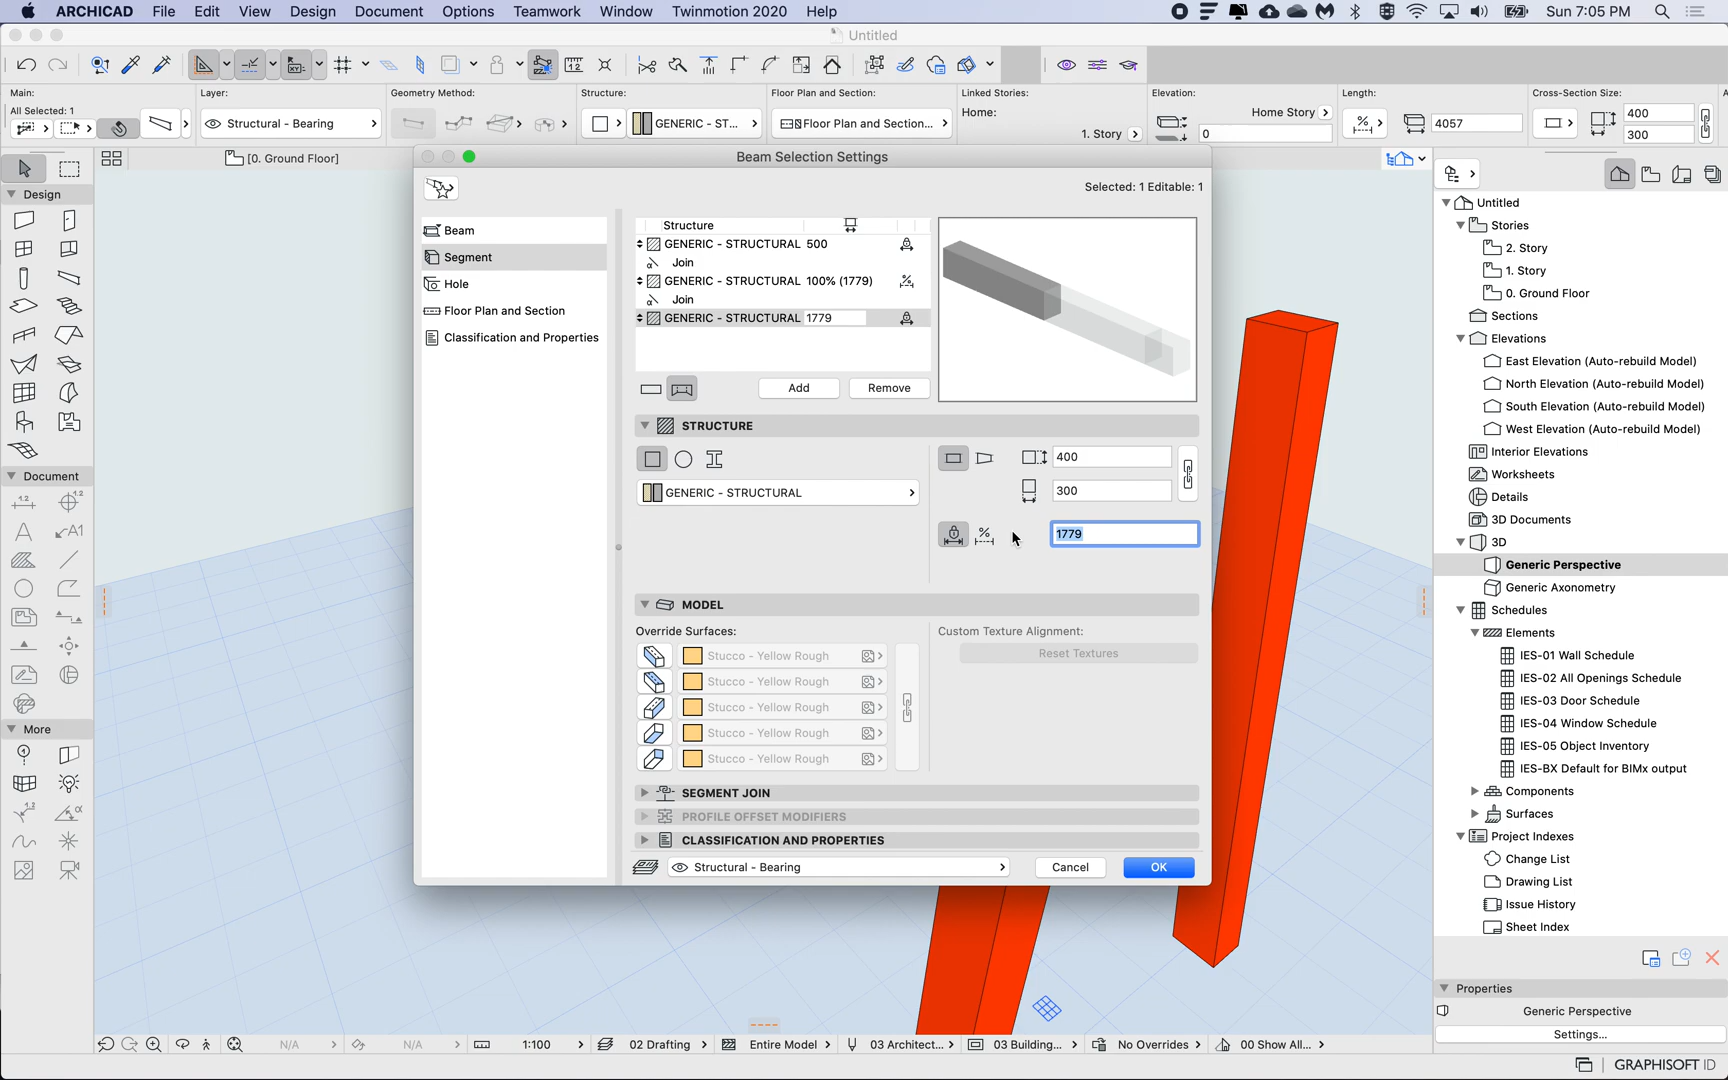 ARCHICAD File Edit View Design Document Options Teamwork Window Twinmotion 2020 Help Sun 7:05 PM
Untitled
Main: Layer: Geometry Method: Structure: Floor Plan and Section: Linked Stories: Elevation: Length: Cross-Section Size:
All Selected: 1
Structural - Bearing GENERIC - ST... Floor Plan and Section... Home: 1. Story Home Story 0 4057 400 300
[0. Ground Floor]
Beam Selection Settings
Selected: 1 Editable: 1
Beam
Segment
Hole
Floor Plan and Section
Classification and Properties
Structure
GENERIC - STRUCTURAL 500
Join
GENERIC - STRUCTURAL 100% (1779)
Join
GENERIC - STRUCTURAL 1779
Add Remove
STRUCTURE
400
GENERIC - STRUCTURAL
300
1779
MODEL
Override Surfaces: Custom Texture Alignment:
Stucco - Yellow Rough Reset Textures
Stucco - Yellow Rough
Stucco - Yellow Rough
Stucco - Yellow Rough
Stucco - Yellow Rough
SEGMENT JOIN
PROFILE OFFSET MODIFIERS
CLASSIFICATION AND PROPERTIES
Structural - Bearing Cancel OK
Design
Document
1.2 1.2
A A1
More
1.2 α
Untitled
Stories
2. Story
1. Story
0. Ground Floor
Sections
Elevations
East Elevation (Auto-rebuild Model)
North Elevation (Auto-rebuild Model)
South Elevation (Auto-rebuild Model)
West Elevation (Auto-rebuild Model)
Interior Elevations
Worksheets
Details
3D Documents
3D
Generic Perspective
Generic Axonometry
Schedules
Elements
IES-01 Wall Schedule
IES-02 All Openings Schedule
IES-03 Door Schedule
IES-04 Window Schedule
IES-05 Object Inventory
IES-BX Default for BIMx output
Components
Surfaces
Project Indexes
Change List
Drawing List
Issue History
Sheet Index
Properties
Generic Perspective
Settings...
N/A N/A 1:100 02 Drafting Entire Model 03 Architect... 03 Building... No Overrides 00 Show All...
GRAPHISOFT ID